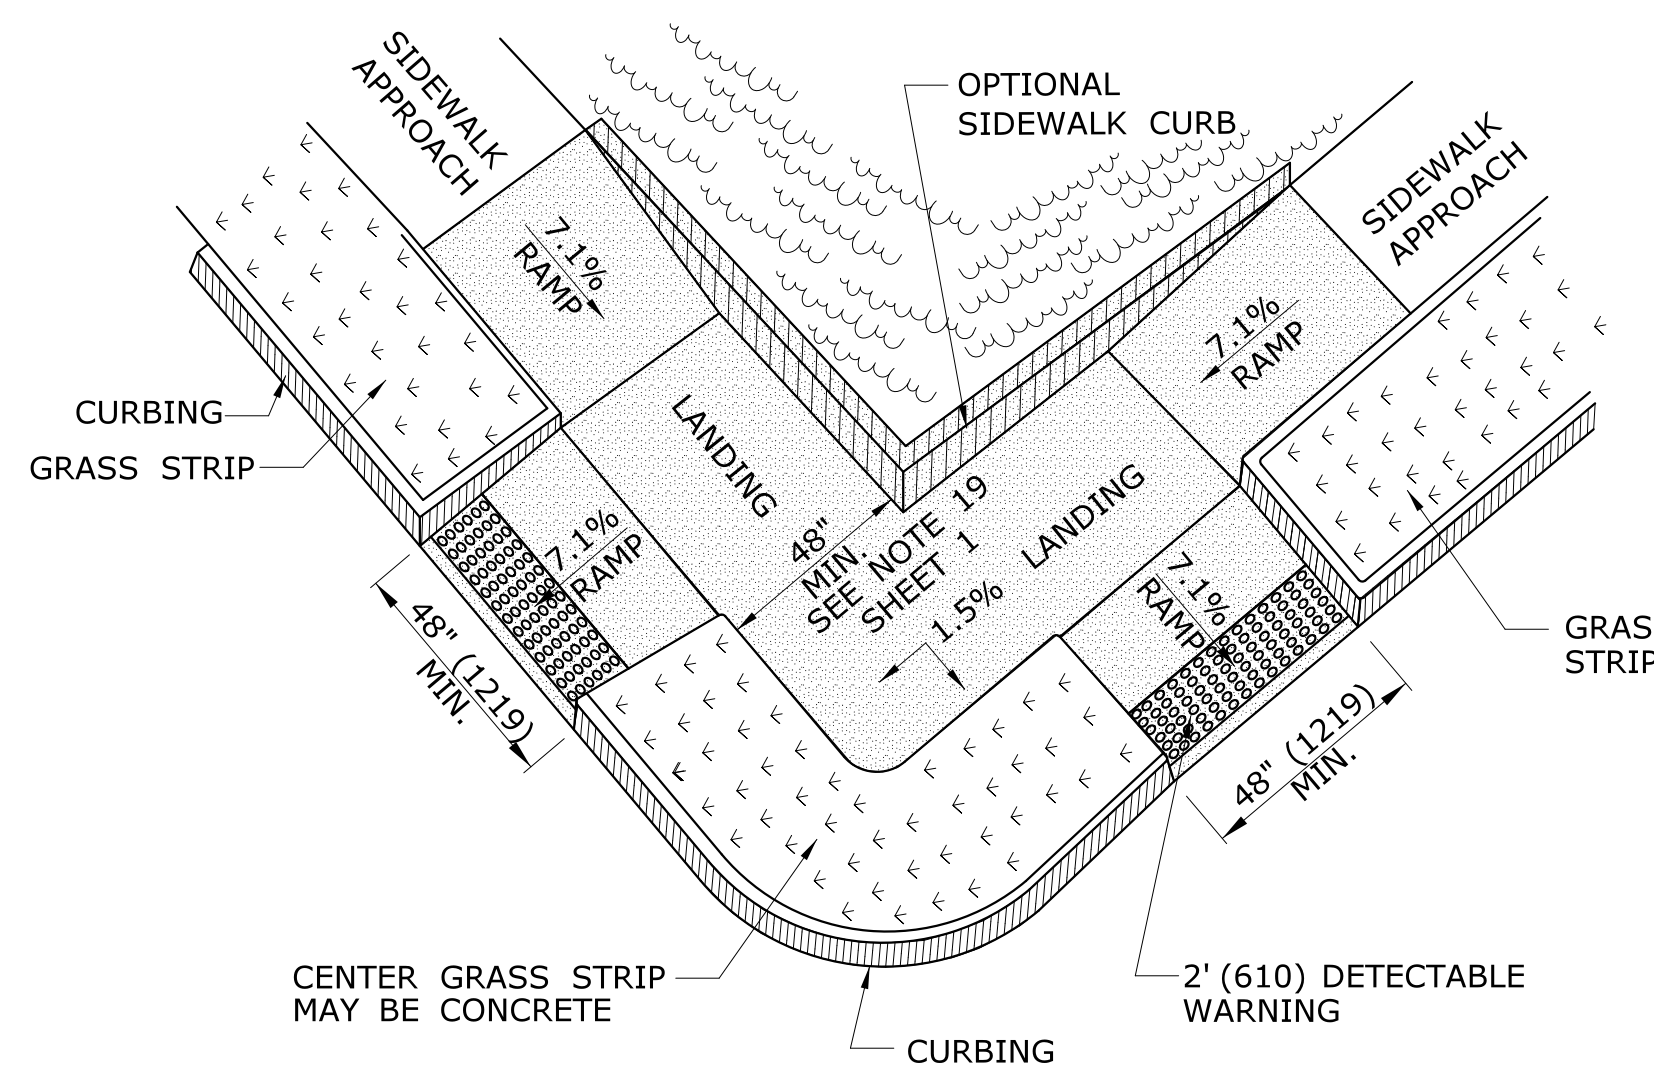 SIDEWALK
APPROACH
OPTIONAL
SIDEWALK CURB
SIDEWALK
APPROACH
7.1%
RAMP
7.1%
RAMP
CURBING
GRASS STRIP
LANDING
LANDING
48"
MIN.
SEE NOTE 19
SHEET 1
1.5%
7.1%
RAMP
7.1%
RAMP
48" (1219)
MIN.
GRAS
STRIP
48" (1219)
MIN.
CENTER GRASS STRIP
MAY BE CONCRETE
2' (610) DETECTABLE
WARNING
CURBING